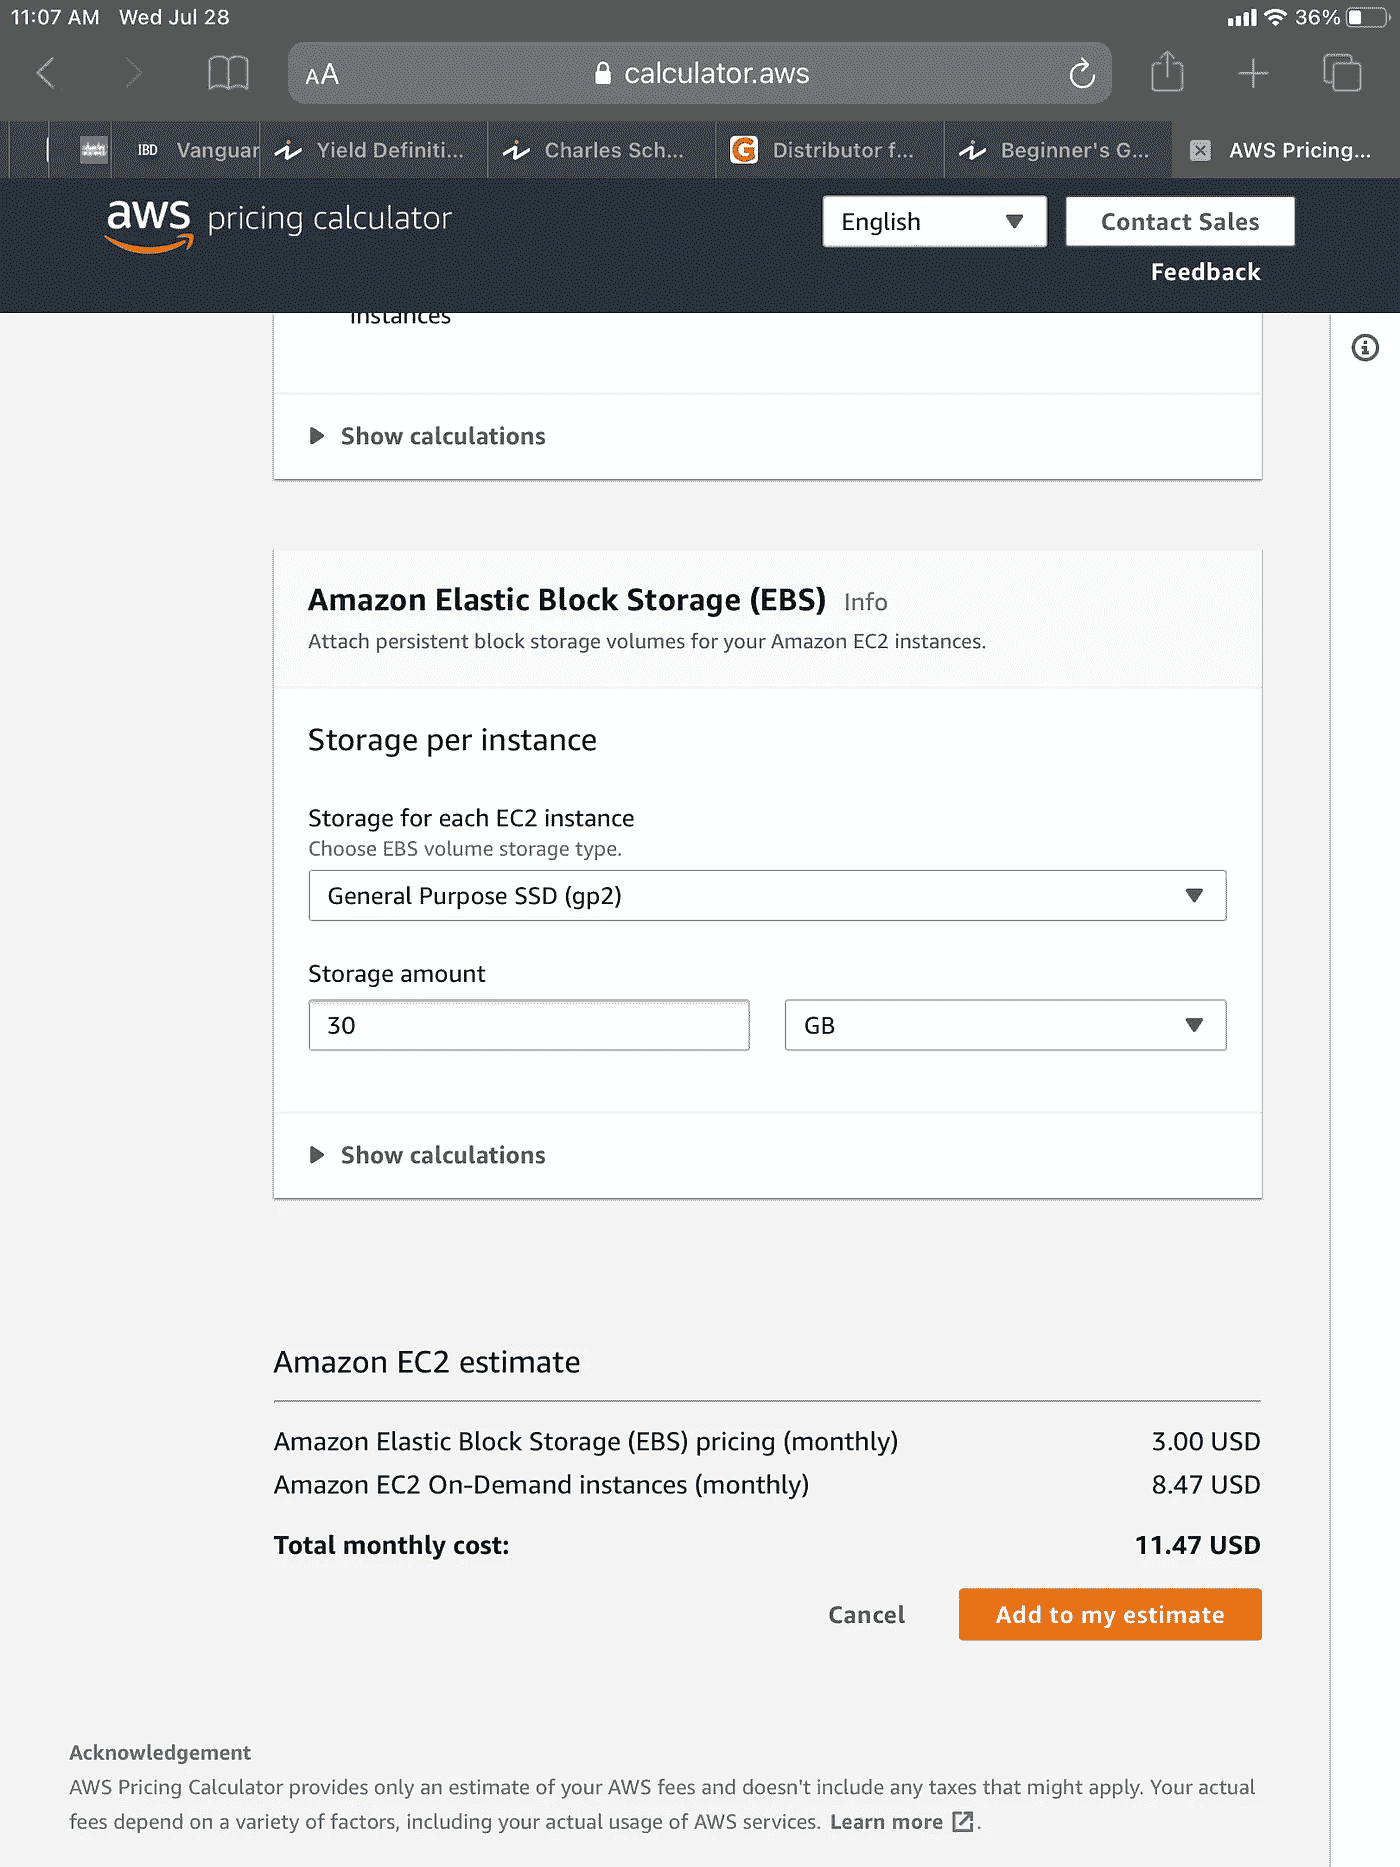 11:07 AM Wed Jul 28 36%
AA calculator.aws
IBD Vanguar Yield Definiti... Charles Sch... G Distributor f... Beginner's G... AWS Pricing...
aws pricing calculator English Contact Sales
Feedback
instances
Show calculations
Amazon Elastic Block Storage (EBS) Info
Attach persistent block storage volumes for your Amazon EC2 instances.
Storage per instance
Storage for each EC2 instance
Choose EBS volume storage type.
General Purpose SSD (gp2)
Storage amount
30 GB
Show calculations
Amazon EC2 estimate
Amazon Elastic Block Storage (EBS) pricing (monthly) 3.00 USD
Amazon EC2 On-Demand instances (monthly) 8.47 USD
Total monthly cost: 11.47 USD
Cancel Add to my estimate
Acknowledgement
AWS Pricing Calculator provides only an estimate of your AWS fees and doesn't include any taxes that might apply. Your actual
fees depend on a variety of factors, including your actual usage of AWS services. Learn more .